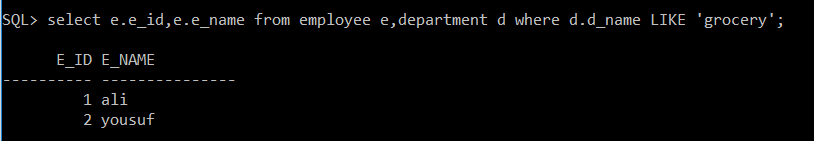 SQL> select e.e_id,e.e_name from employee e,department d where d.d_name LIKE 'grocery';
E_ID E_NAME
---------- ---------------
1 ali
2 yousuf